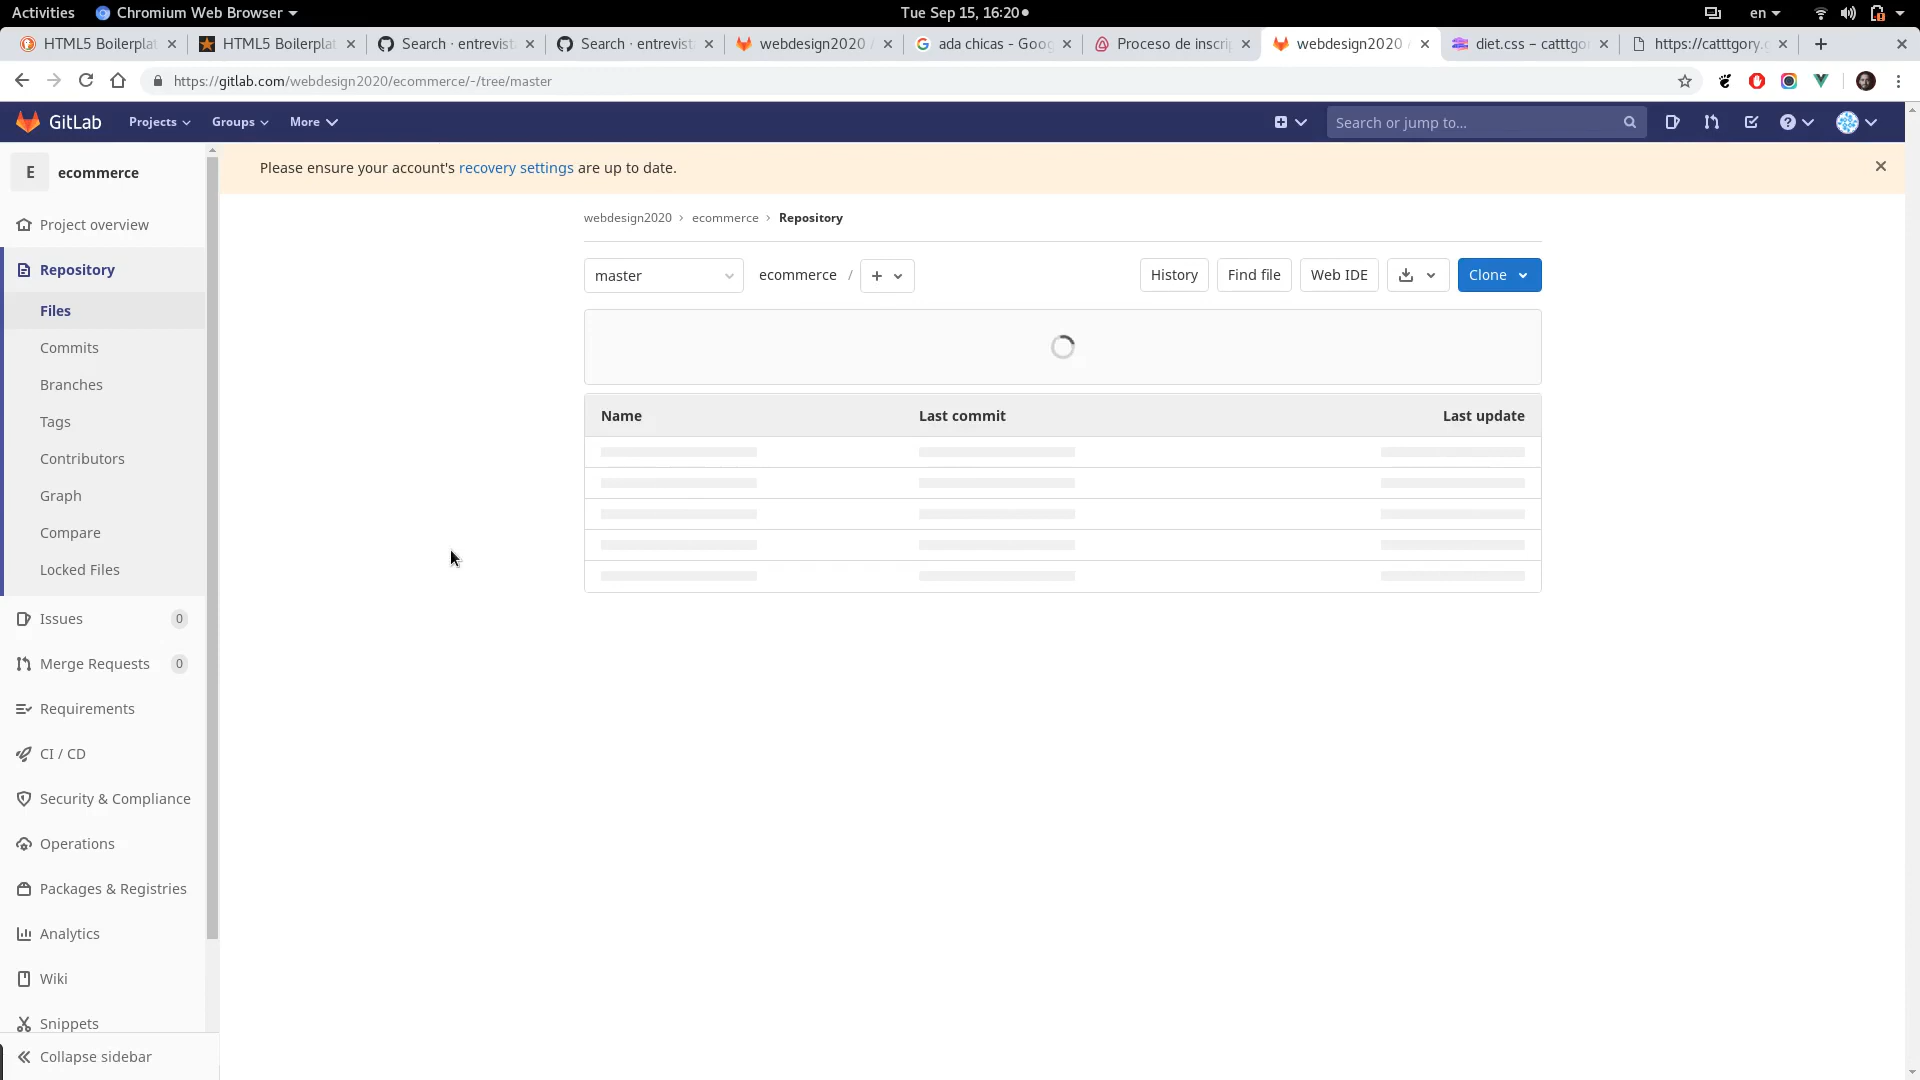 Activities Chromium Web Browser Tue Sep 15, 16:20 en
HTML5 Boilerplat HTML5 Boilerplat Search · entrevist Search · entrevist webdesign2020 / ada chicas - Goog Proceso de inscri webdesign2020 / diet.css – catttgo https://catttgory.g
https://gitlab.com/webdesign2020/ecommerce/-/tree/master
GitLab Projects Groups More Search or jump to...
E ecommerce
Please ensure your account's recovery settings are up to date.
webdesign2020 › ecommerce › Repository
master ecommerce / + History Find file Web IDE Clone
Name Last commit Last update
Project overview
Repository
Files
Commits
Branches
Tags
Contributors
Graph
Compare
Locked Files
Issues 0
Merge Requests 0
Requirements
CI / CD
Security & Compliance
Operations
Packages & Registries
Analytics
Wiki
Snippets
Collapse sidebar